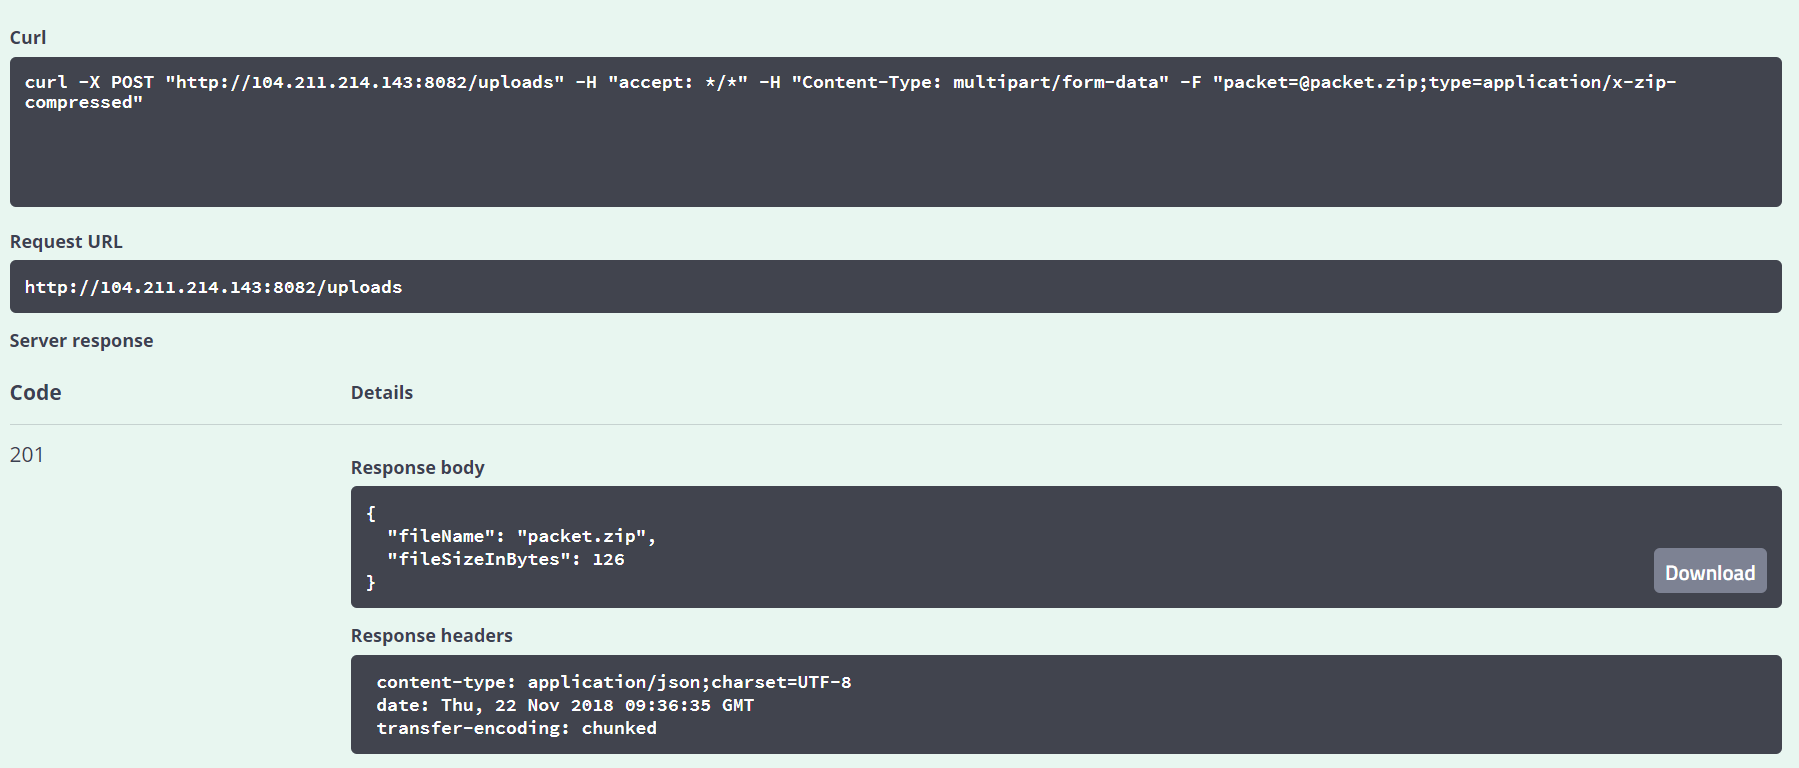 Curl
curl -X POST "http://104.211.214.143:8082/uploads" -H "accept: */*" -H "Content-Type: multipart/form-data" -F "packet=@packet.zip;type=application/x-zip-
compressed"
Request URL
http://104.211.214.143:8082/uploads
Server response
Code Details
201
Response body
{
  "fileName": "packet.zip",
  "fileSizeInBytes": 126
}
Download
Response headers
content-type: application/json;charset=UTF-8
date: Thu, 22 Nov 2018 09:36:35 GMT
transfer-encoding: chunked